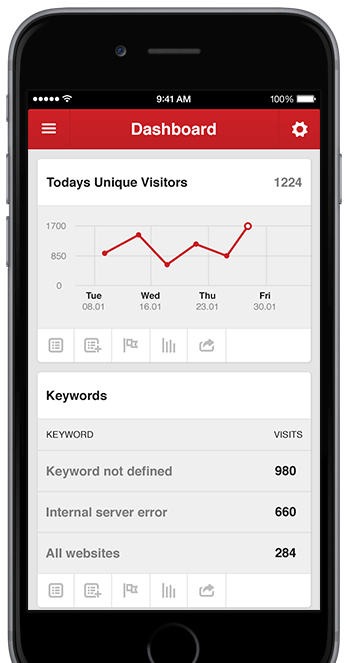 9:41 AM 100%
Dashboard
Todays Unique Visitors 1224
1700
850
0
Tue Wed Thu Fri
08.01 16.01 23.01 30.01
Keywords
KEYWORD VISITS
Keyword not defined 980
Internal server error 660
All websites 284